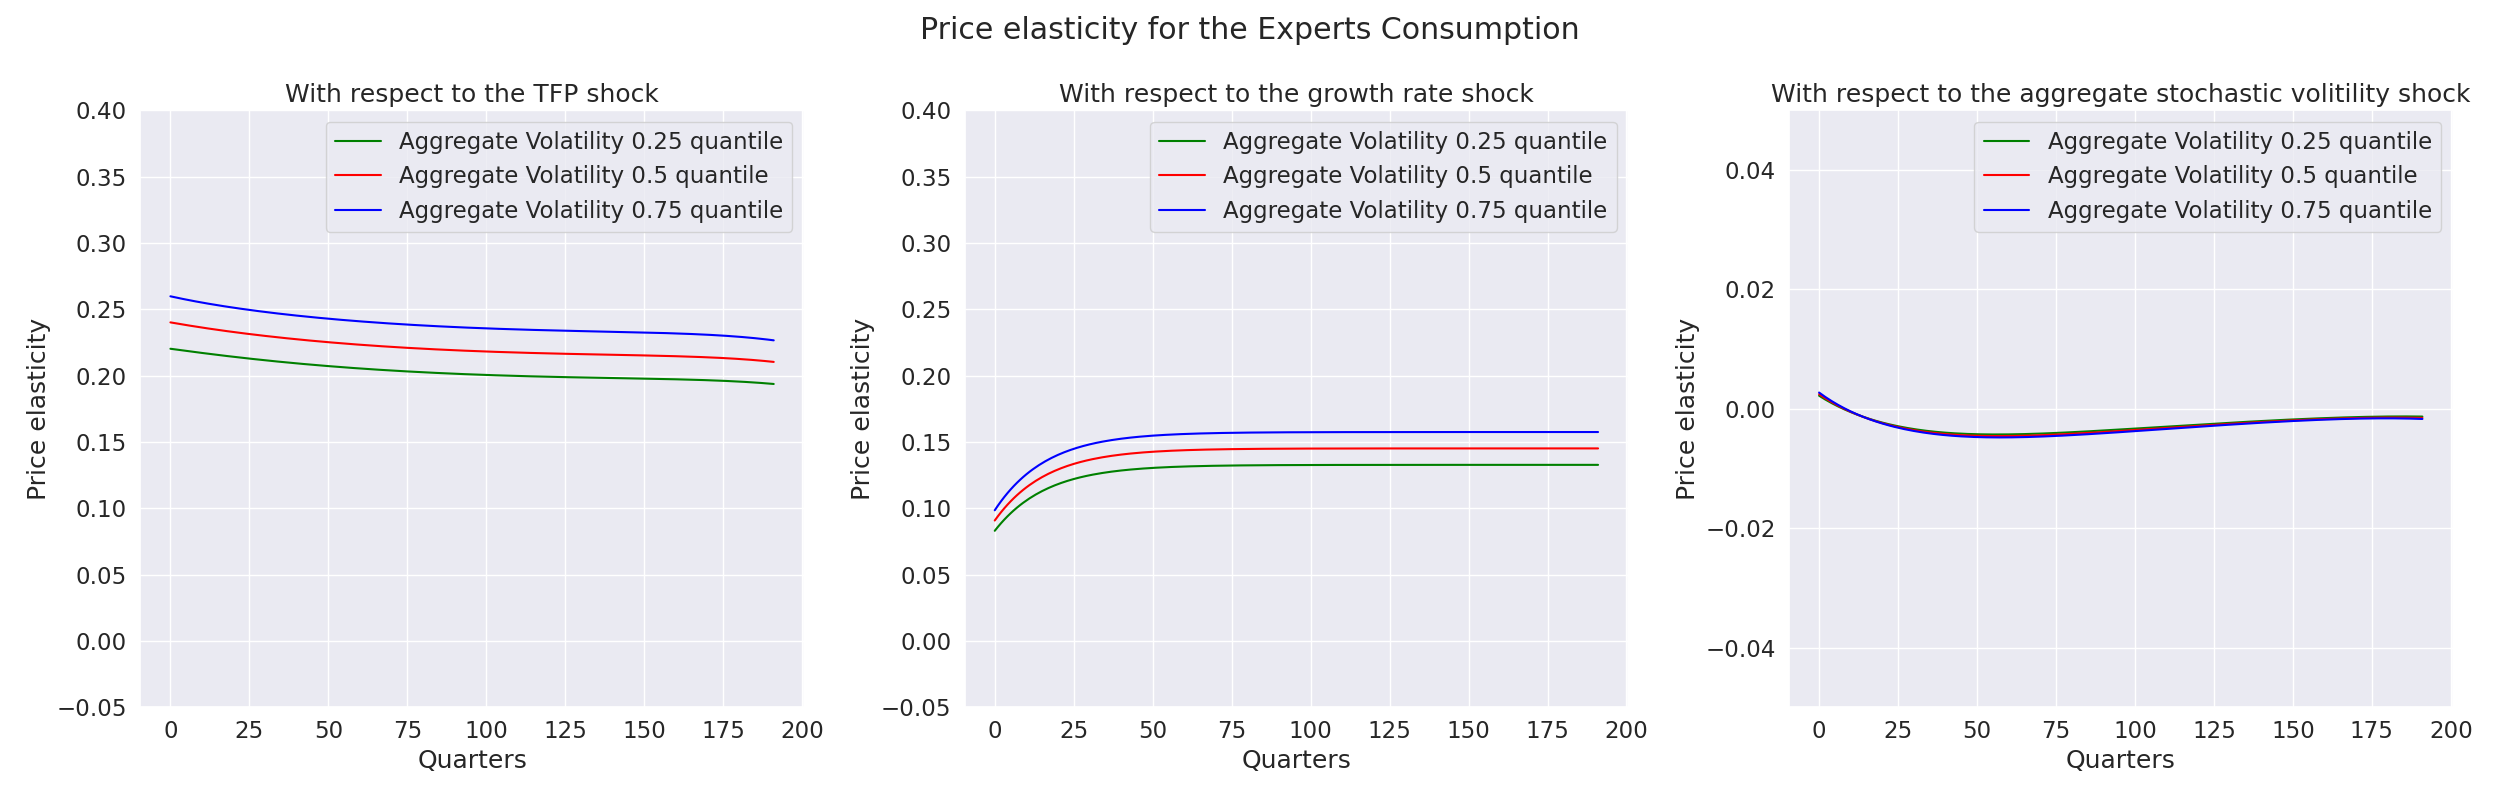 Price elasticity for the Experts Consumption
With respect to the TFP shock
0.40
0.35
0.30
0.25
0.20
0.15
0.10
0.05
0.00
−0.05
Price elasticity
Aggregate Volatility 0.25 quantile
Aggregate Volatility 0.5 quantile
Aggregate Volatility 0.75 quantile
0 25 50 75 100 125 150 175 200
Quarters
With respect to the growth rate shock
0.40
0.35
0.30
0.25
0.20
0.15
0.10
0.05
0.00
−0.05
Price elasticity
Aggregate Volatility 0.25 quantile
Aggregate Volatility 0.5 quantile
Aggregate Volatility 0.75 quantile
0 25 50 75 100 125 150 175 200
Quarters
With respect to the aggregate stochastic volitility shock
0.04
0.02
0.00
−0.02
−0.04
Price elasticity
Aggregate Volatility 0.25 quantile
Aggregate Volatility 0.5 quantile
Aggregate Volatility 0.75 quantile
0 25 50 75 100 125 150 175 200
Quarters